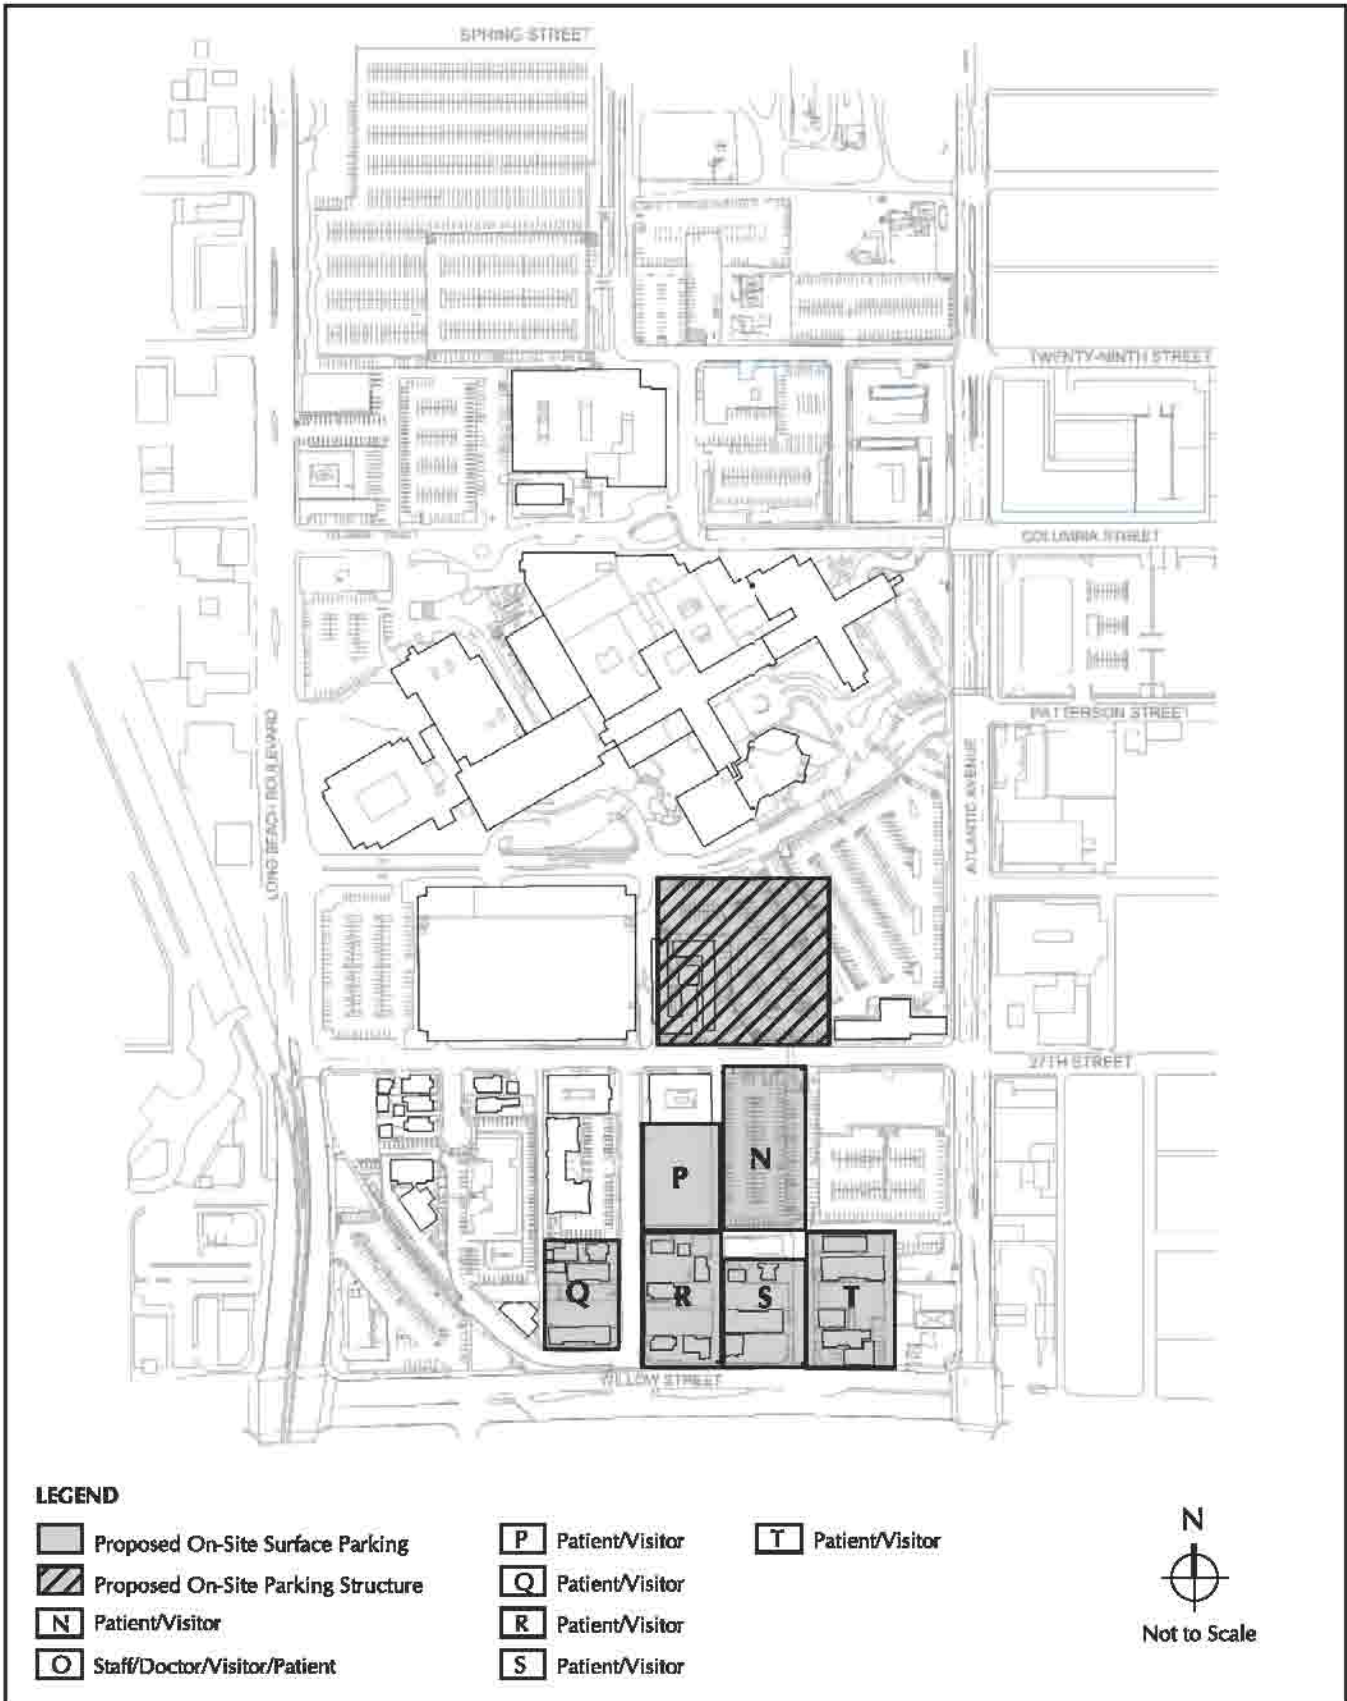 SPRING STREET
TWENTY-NINTH STREET
COLUMBIA STREET
PATTERSON STREET
LONG BEACH BOULEVARD
ATLANTIC AVENUE
27TH STREET
P
N
Q
R
S
T
WILLOW STREET
LEGEND
Proposed On-Site Surface Parking
Proposed On-Site Parking Structure
N Patient/Visitor
O Staff/Doctor/Visitor/Patient
P Patient/Visitor
Q Patient/Visitor
R Patient/Visitor
S Patient/Visitor
T Patient/Visitor
N
Not to Scale